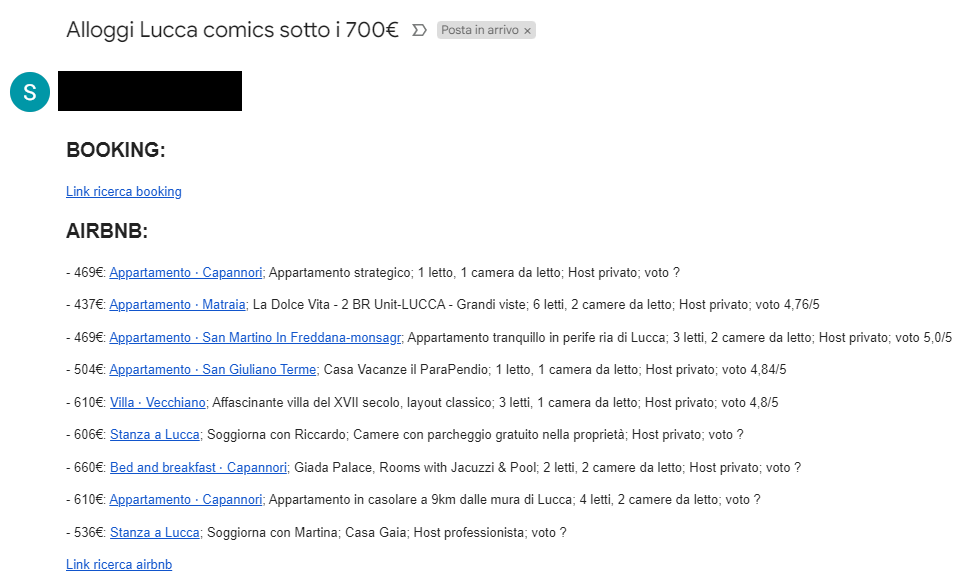 Alloggi Lucca comics sotto i 700€ Posta in arrivo ×
S
BOOKING:
Link ricerca booking
AIRBNB:
- 469€: Appartamento · Capannori; Appartamento strategico; 1 letto, 1 camera da letto; Host privato; voto ?
- 437€: Appartamento · Matraia; La Dolce Vita - 2 BR Unit-LUCCA - Grandi viste; 6 letti, 2 camere da letto; Host privato; voto 4,76/5
- 469€: Appartamento · San Martino In Freddana-monsagr; Appartamento tranquillo in perife ria di Lucca; 3 letti, 2 camere da letto; Host privato; voto 5,0/5
- 504€: Appartamento · San Giuliano Terme; Casa Vacanze il ParaPendio; 1 letto, 1 camera da letto; Host privato; voto 4,84/5
- 610€: Villa · Vecchiano; Affascinante villa del XVII secolo, layout classico; 3 letti, 1 camera da letto; Host privato; voto 4,8/5
- 606€: Stanza a Lucca; Soggiorna con Riccardo; Camere con parcheggio gratuito nella proprietà; Host privato; voto ?
- 660€: Bed and breakfast · Capannori; Giada Palace, Rooms with Jacuzzi & Pool; 2 letti, 2 camere da letto; Host privato; voto ?
- 610€: Appartamento · Capannori; Appartamento in casolare a 9km dalle mura di Lucca; 4 letti, 2 camere da letto; voto ?
- 536€: Stanza a Lucca; Soggiorna con Martina; Casa Gaia; Host professionista; voto ?
Link ricerca airbnb